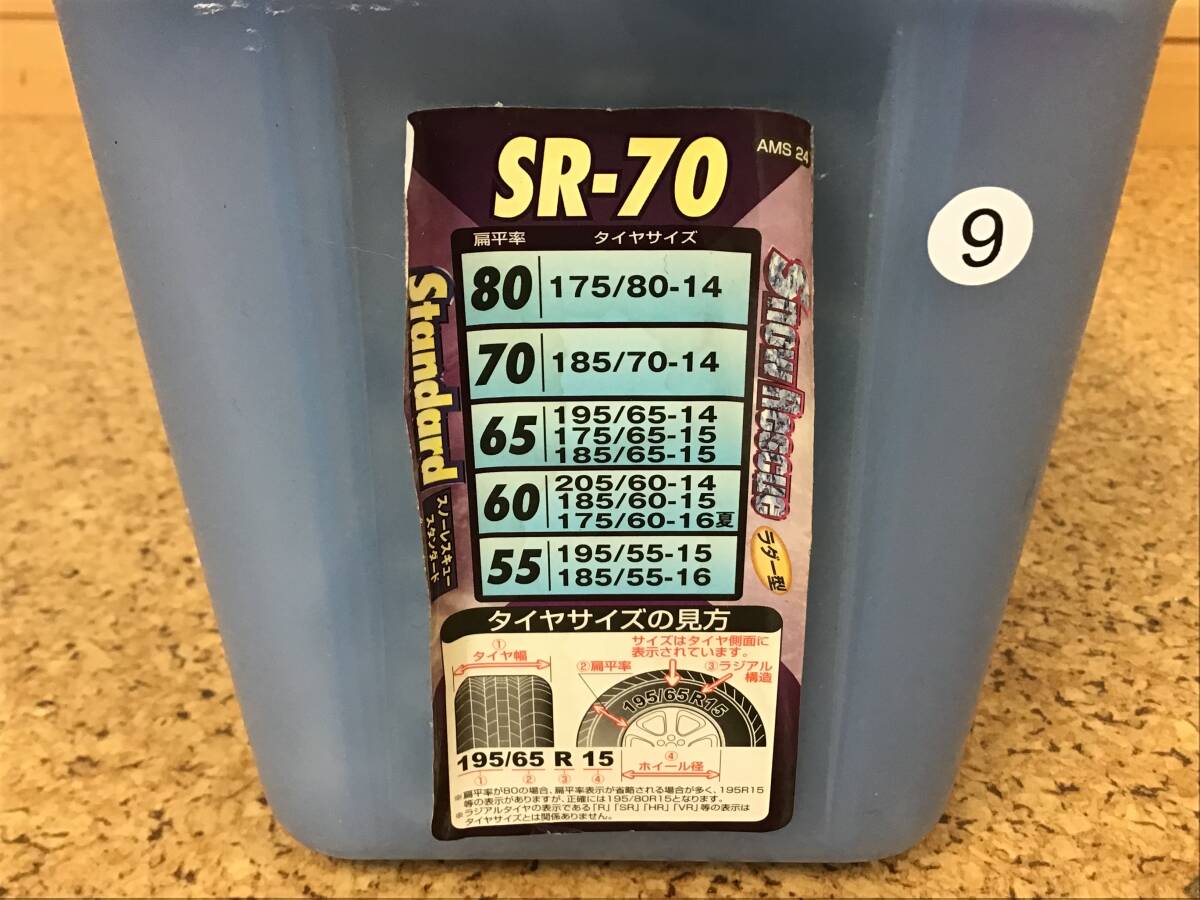 SR-70
AMS 24
扁平率 タイヤサイズ
80 175/80-14
70 185/70-14
65 195/65-14
175/65-15
185/65-15
60 205/60-14
185/60-15
175/60-16夏
55 195/55-15
185/55-16
Standard
スノーレスキュー
スタンダード
Snow Rescue
ラダー型
9
タイヤサイズの見方
①
タイヤ幅
サイズはタイヤ側面に
表示されています。
②扁平率
③ラジアル
構造
195/65R15
195/65 R 15
① ② ③ ④
④
ホイール径
※扁平率が80の場合、扁平率表示が省略される場合が多く、195R15
等の表示がありますが、正確には195/80R15となります。
※ラジアルタイヤの表示である「R」「SR」「HR」「VR」等の表示は
タイヤサイズとは関係ありません。